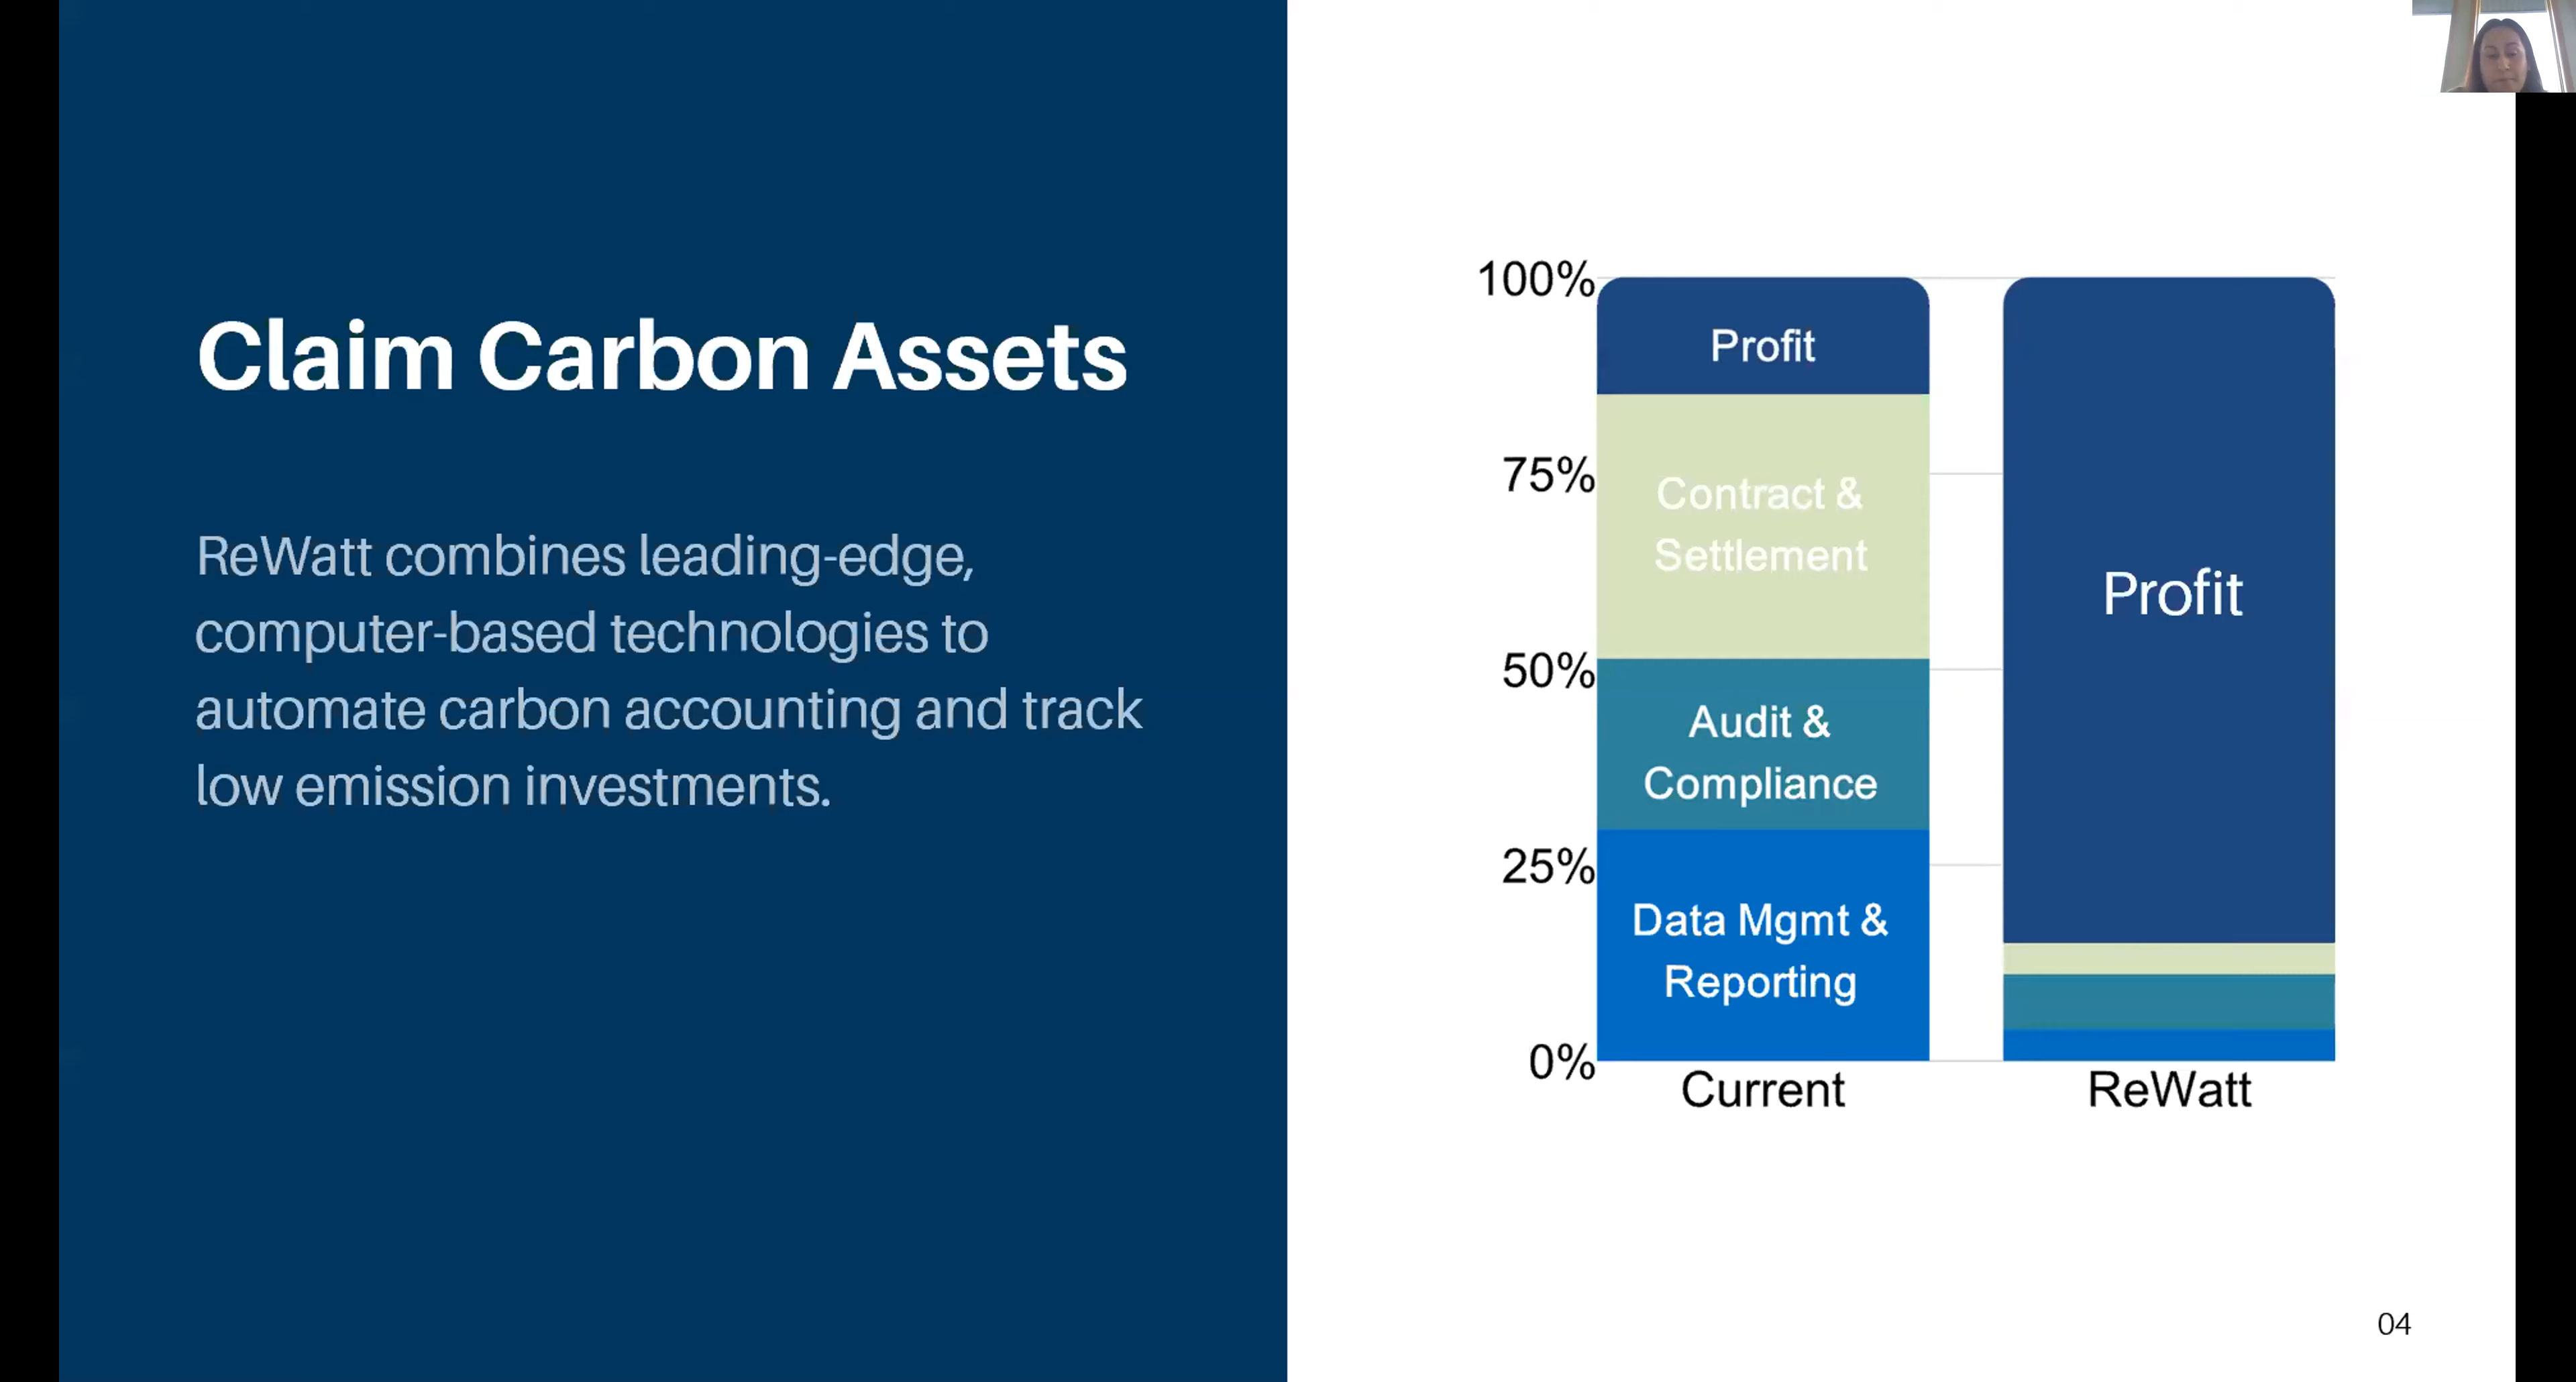 Claim Carbon Assets
ReWatt combines leading-edge,
computer-based technologies to
automate carbon accounting and track
low emission investments.
100%
75%
50%
25%
0%
Profit
Contract &
Settlement
Audit &
Compliance
Data Mgmt &
Reporting
Current
Profit
ReWatt
04